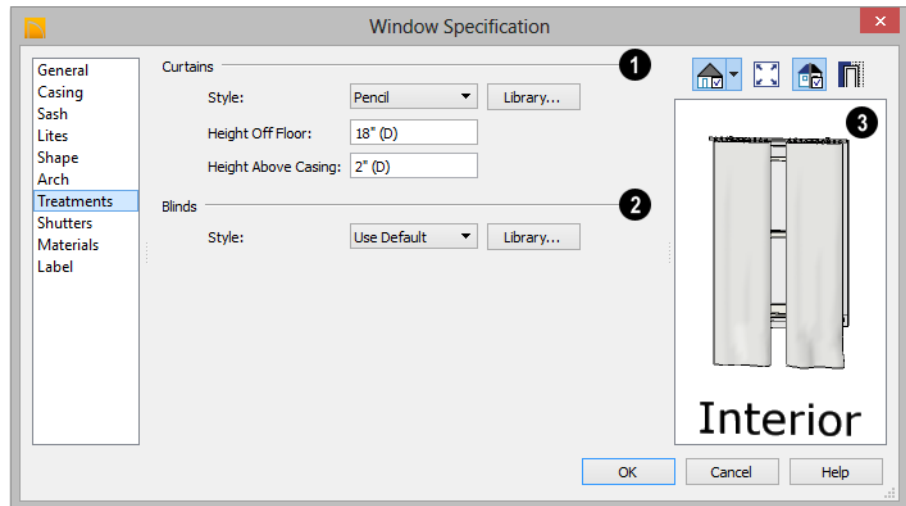 Window Specification
General
Casing
Sash
Lites
Shape
Arch
Treatments
Shutters
Materials
Label
Curtains 1
Style: Pencil Library...
Height Off Floor: 18" (D)
Height Above Casing: 2" (D)
Blinds 2
Style: Use Default Library...
3
Interior
OK Cancel Help